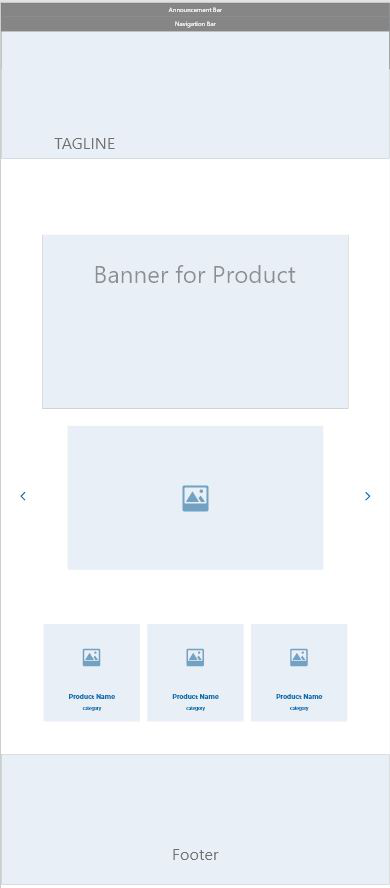 Announcement Bar
Navigation Bar
TAGLINE
Banner for Product
Product Name
category
Product Name
category
Product Name
category
Footer